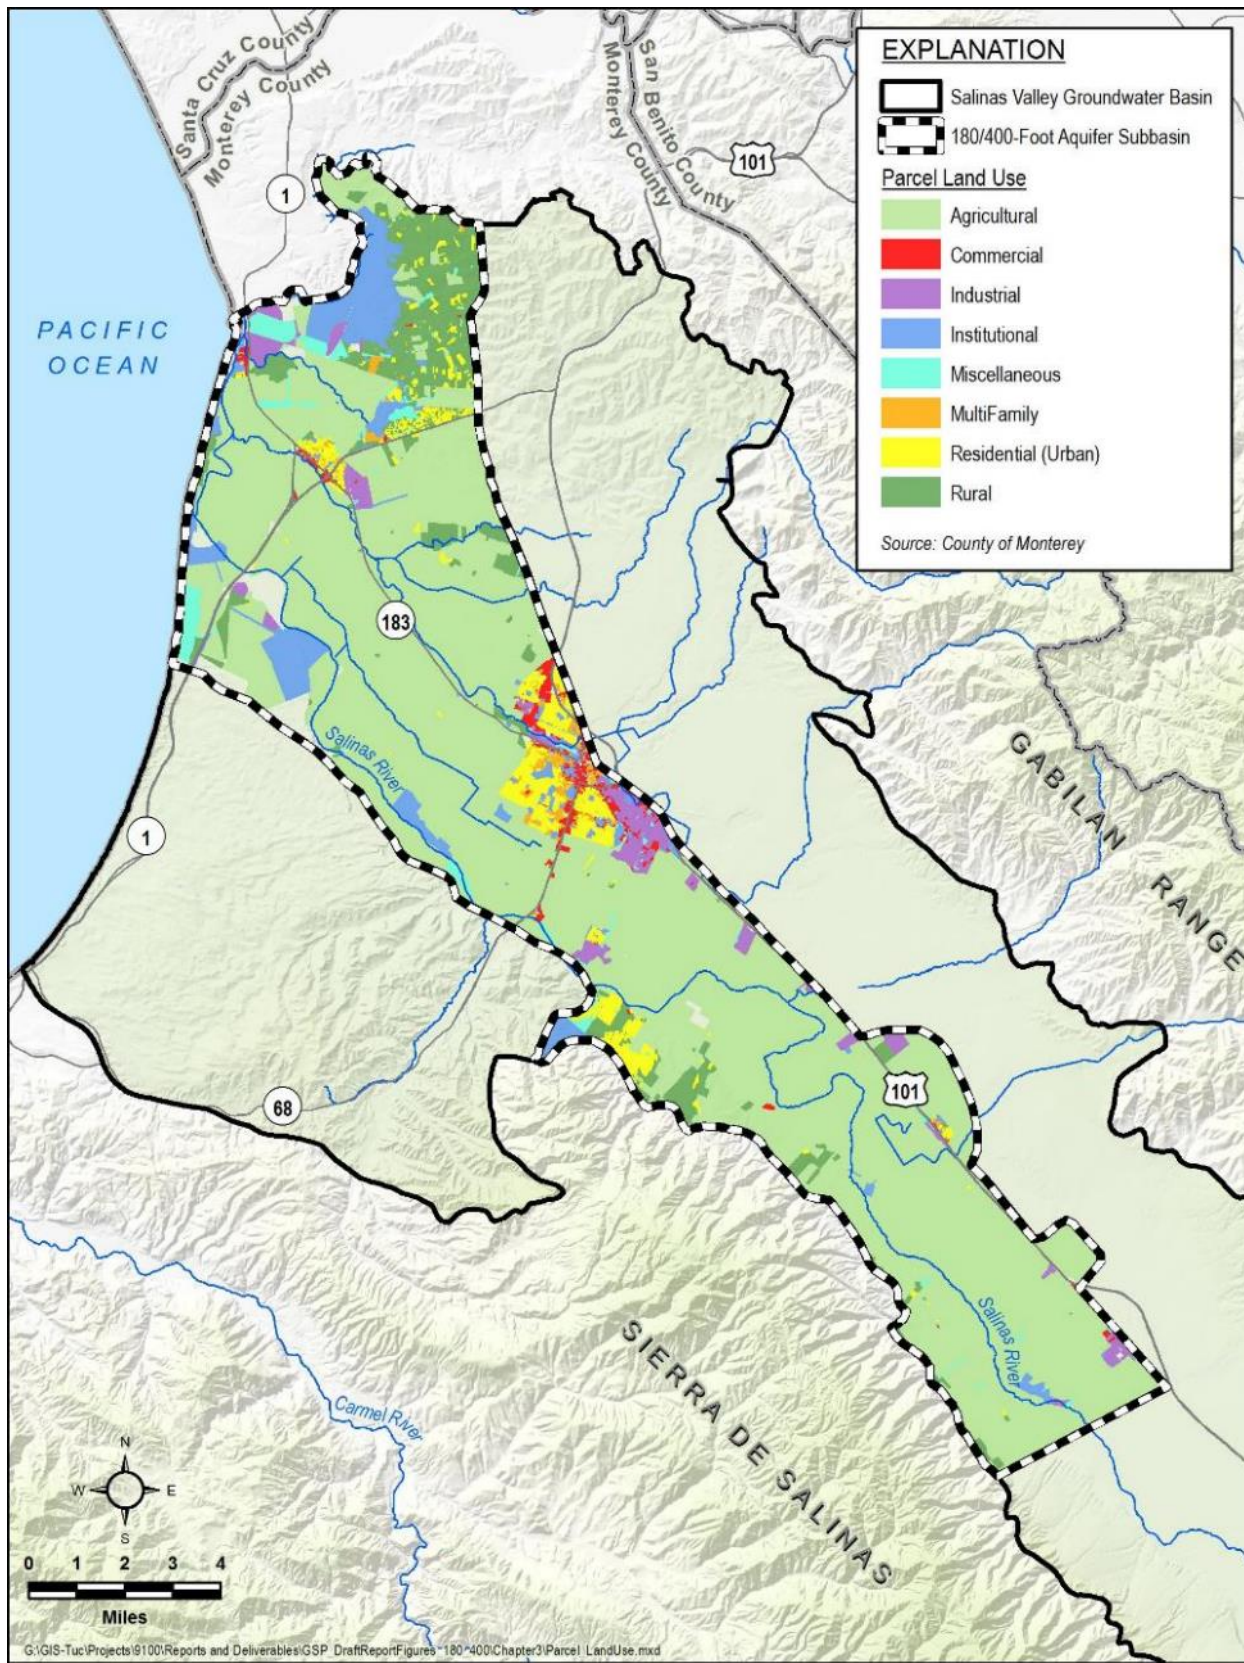 Santa Cruz County
Monterey County
Monterey County
San Benito County
101
1
EXPLANATION
Salinas Valley Groundwater Basin
180/400-Foot Aquifer Subbasin
Parcel Land Use
Agricultural
Commercial
Industrial
Institutional
Miscellaneous
MultiFamily
Residential (Urban)
Rural
Source: County of Monterey
PACIFIC
OCEAN
183
Salinas River
1
GABILAN RANGE
68
101
Salinas River
SIERRA DE SALINAS
Carmel River
N
W E
S
0 1 2 3 4
Miles
G:\GIS-Tuc\Projects\9100\Reports and Deliverables\GSP_DraftReportFigures_180_400\Chapter3\Parcel_LandUse.mxd